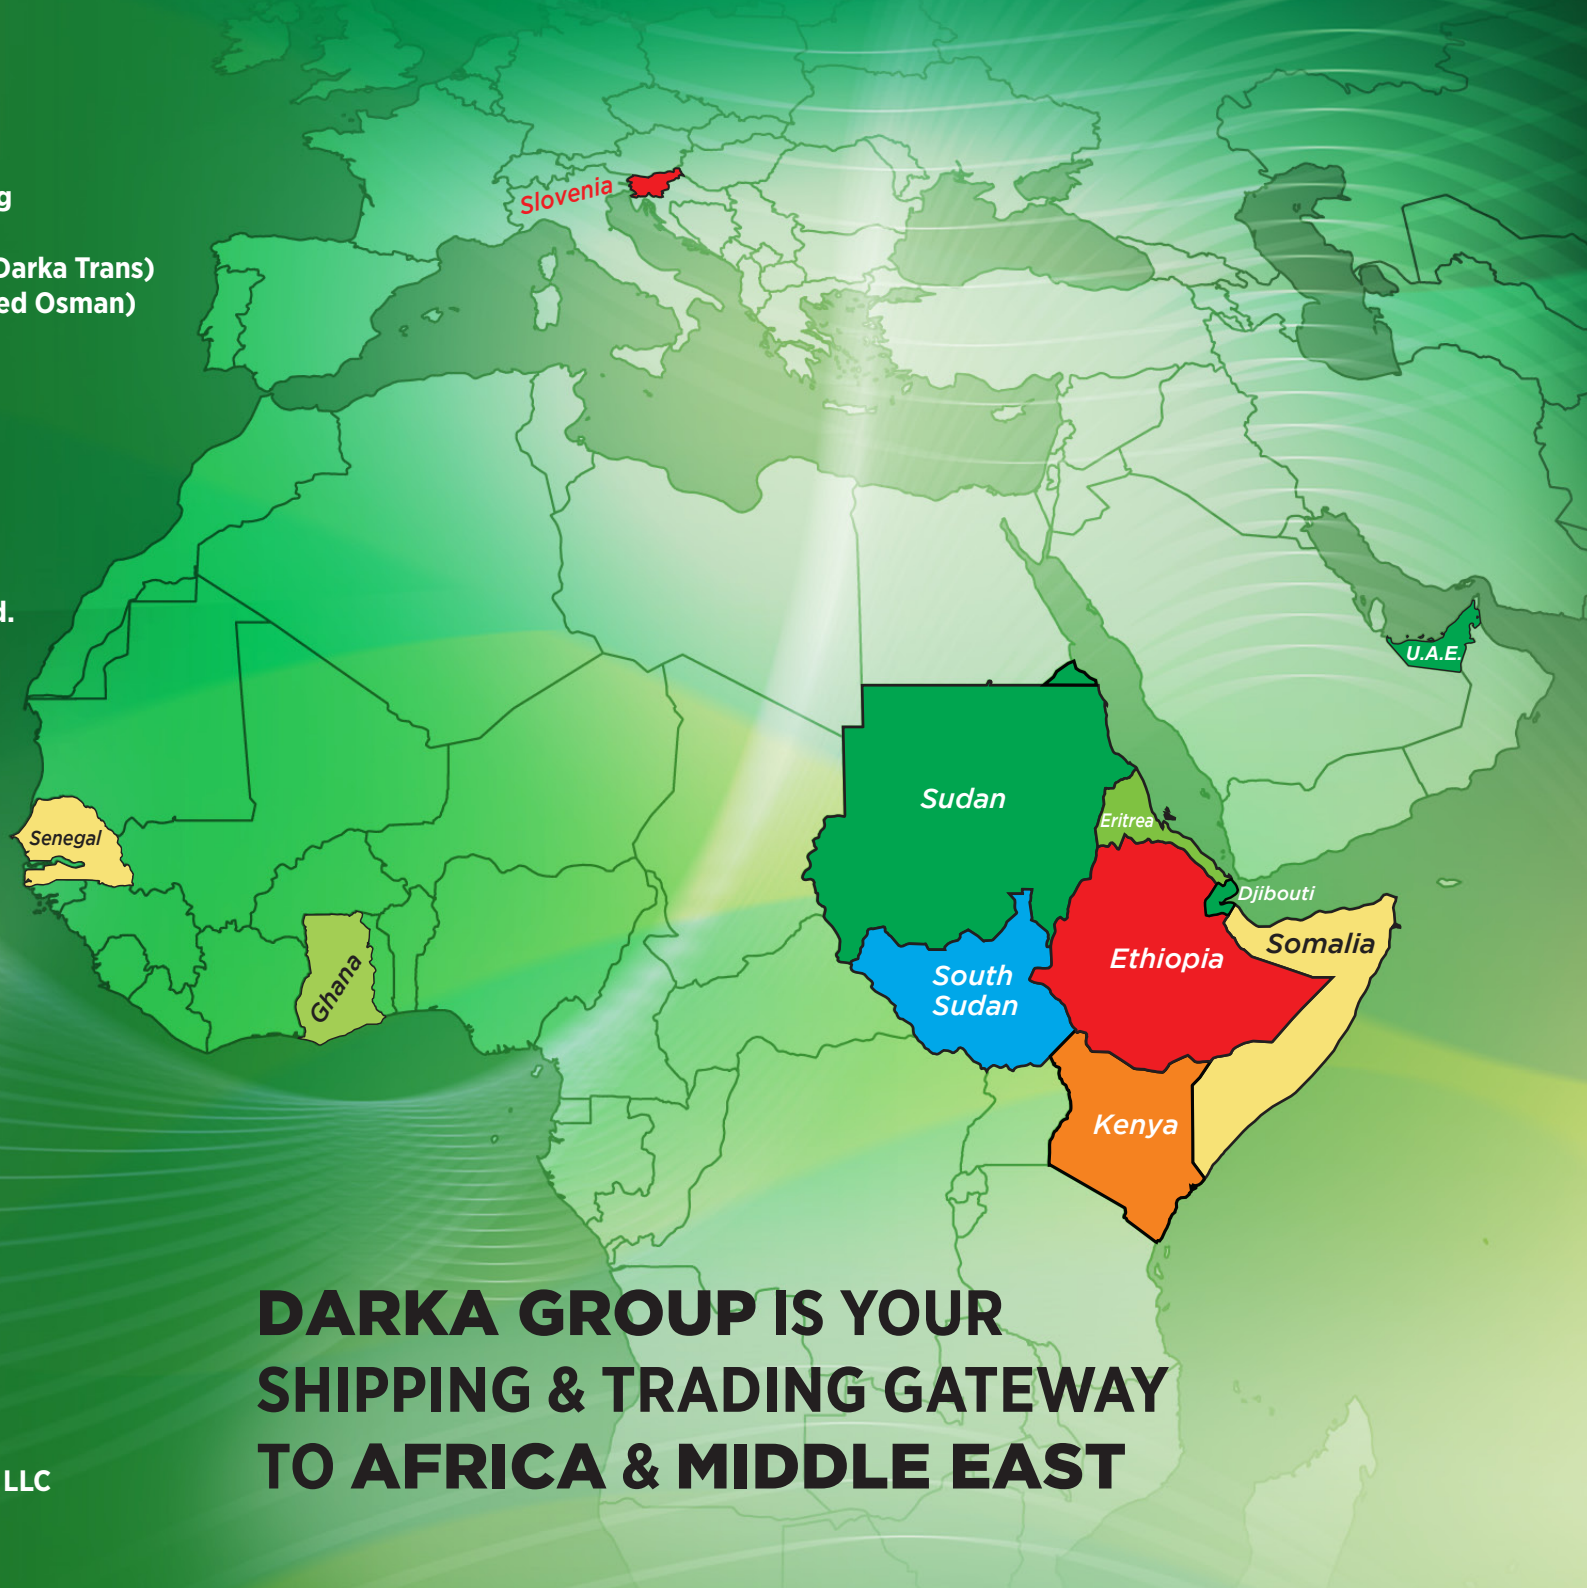 g
Slovenia
Darka Trans)
ed Osman)
d.
U.A.E.
Sudan
Eritrea
Senegal
Djibouti
Somalia
Ethiopia
South
Sudan
Ghana
Kenya
DARKA GROUP IS YOUR
SHIPPING & TRADING GATEWAY
TO AFRICA & MIDDLE EAST
LLC